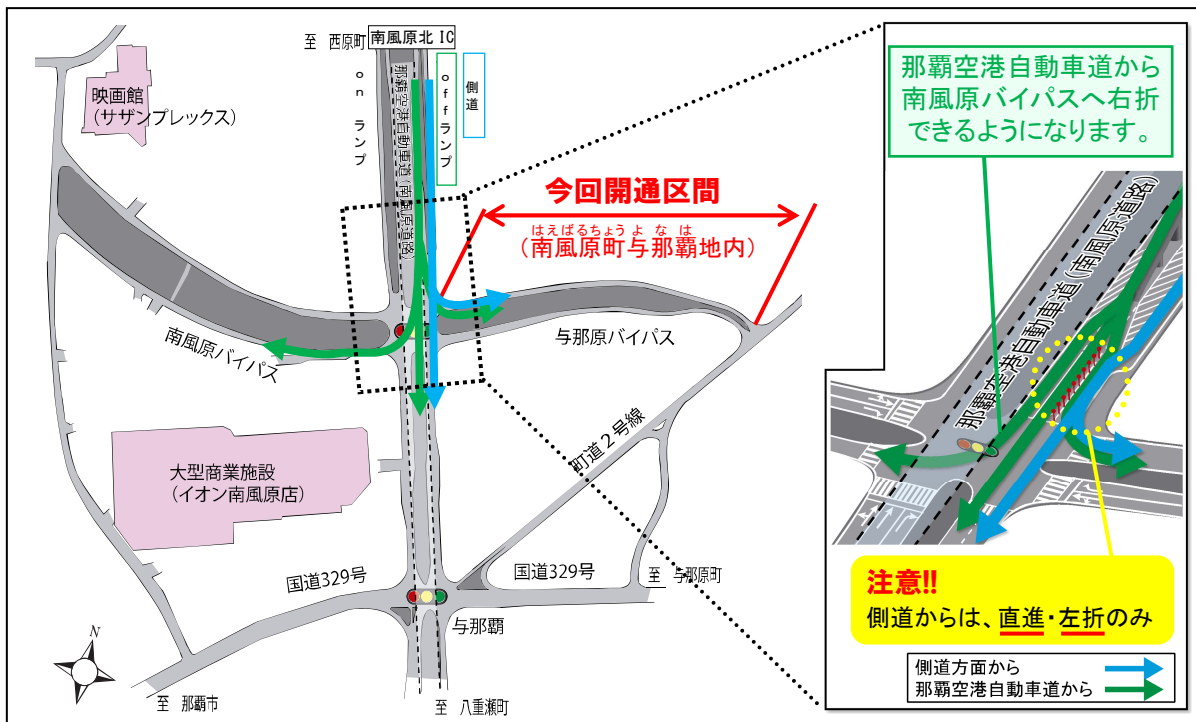 至 西原町
南風原北 IC
映画館
(サザンプレックス)
onランプ
那覇空港自動車道(南風原道路)
offランプ
側道
今回開通区間
はえばるちょう よ な は
(南風原町与那覇地内)
南風原バイパス
与那原バイパス
町道2号線
大型商業施設
(イオン南風原店)
国道329号
国道329号
至 与那原町
与那覇
N
至 那覇市
至 八重瀬町
那覇空港自動車道から
南風原バイパスへ右折
できるようになります。
那覇空港自動車道(南風原道路)
注意!!
側道からは、直進・左折のみ
側道方面から
那覇空港自動車道から